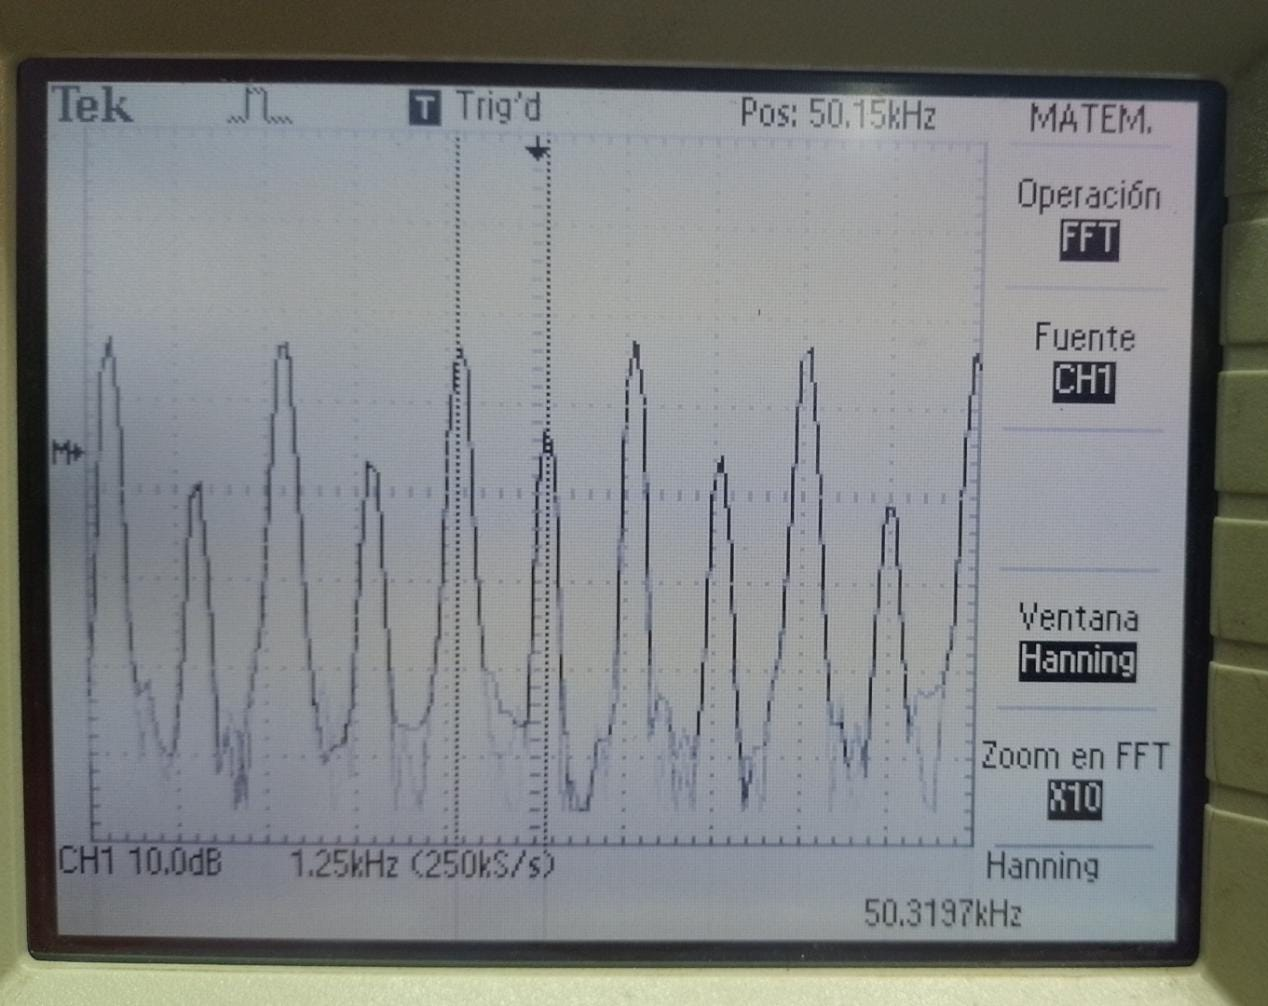 Tek T Trig'd Pos: 50.15kHz MATEM.
Operación
FFT
Fuente
CH1
M
Ventana
Hanning
Zoom en FFT
X10
CH1 10.0dB 1.25kHz (250kS/s) Hanning
50.3197kHz